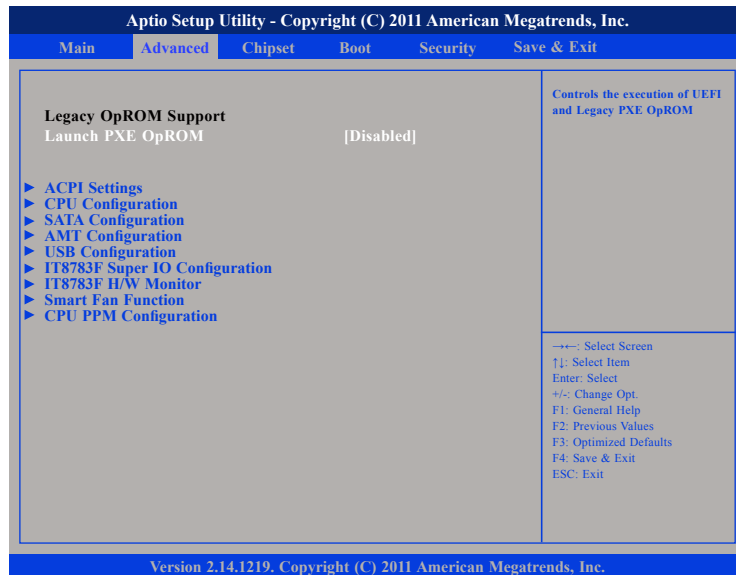 Aptio Setup Utility - Copyright (C) 2011 American Megatrends, Inc.
Main Advanced Chipset Boot Security Save & Exit
Legacy OpROM Support
Launch PXE OpROM [Disabled]
► ACPI Settings
► CPU Configuration
► SATA Configuration
► AMT Configuration
► USB Configuration
► IT8783F Super IO Configuration
► IT8783F H/W Monitor
► Smart Fan Function
► CPU PPM Configuration
Controls the execution of UEFI
and Legacy PXE OpROM
→←: Select Screen
↑↓: Select Item
Enter: Select
+/-: Change Opt.
F1: General Help
F2: Previous Values
F3: Optimized Defaults
F4: Save & Exit
ESC: Exit
Version 2.14.1219. Copyright (C) 2011 American Megatrends, Inc.